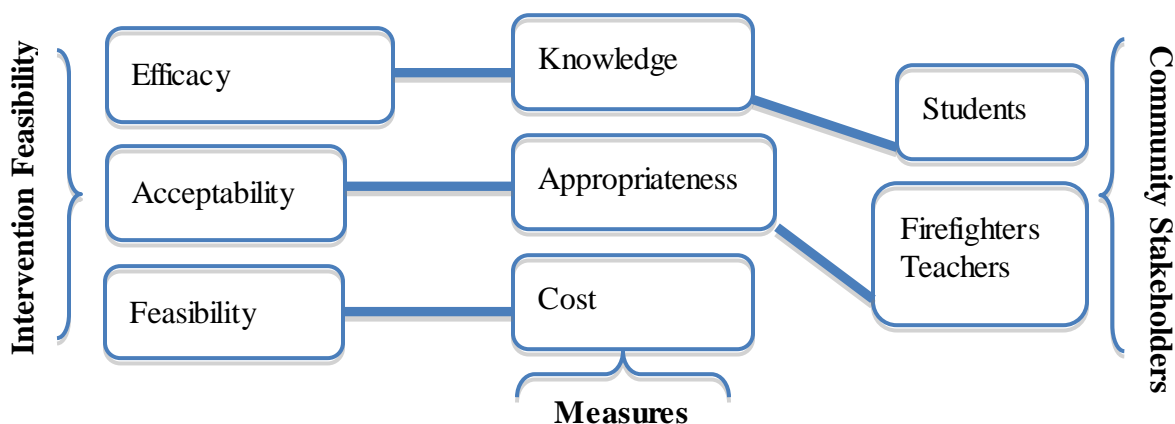 Intervention Feasibility
Efficacy
Knowledge
Students
Acceptability
Appropriateness
Firefighters
Teachers
Feasibility
Cost
Measures
Community Stakeholders